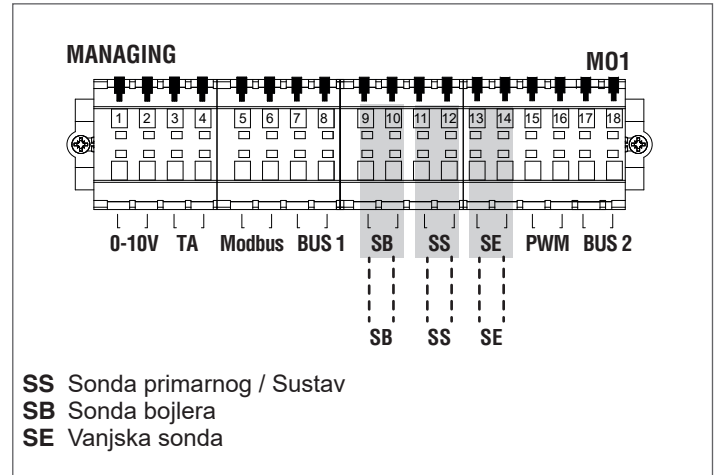 MANAGING
M01
1 2 3 4 5 6 7 8 9 10 11 12 13 14 15 16 17 18
0-10V TA Modbus BUS 1 SB SS SE PWM BUS 2
SB SS SE
SS Sonda primarnog / Sustav
SB Sonda bojlera
SE Vanjska sonda